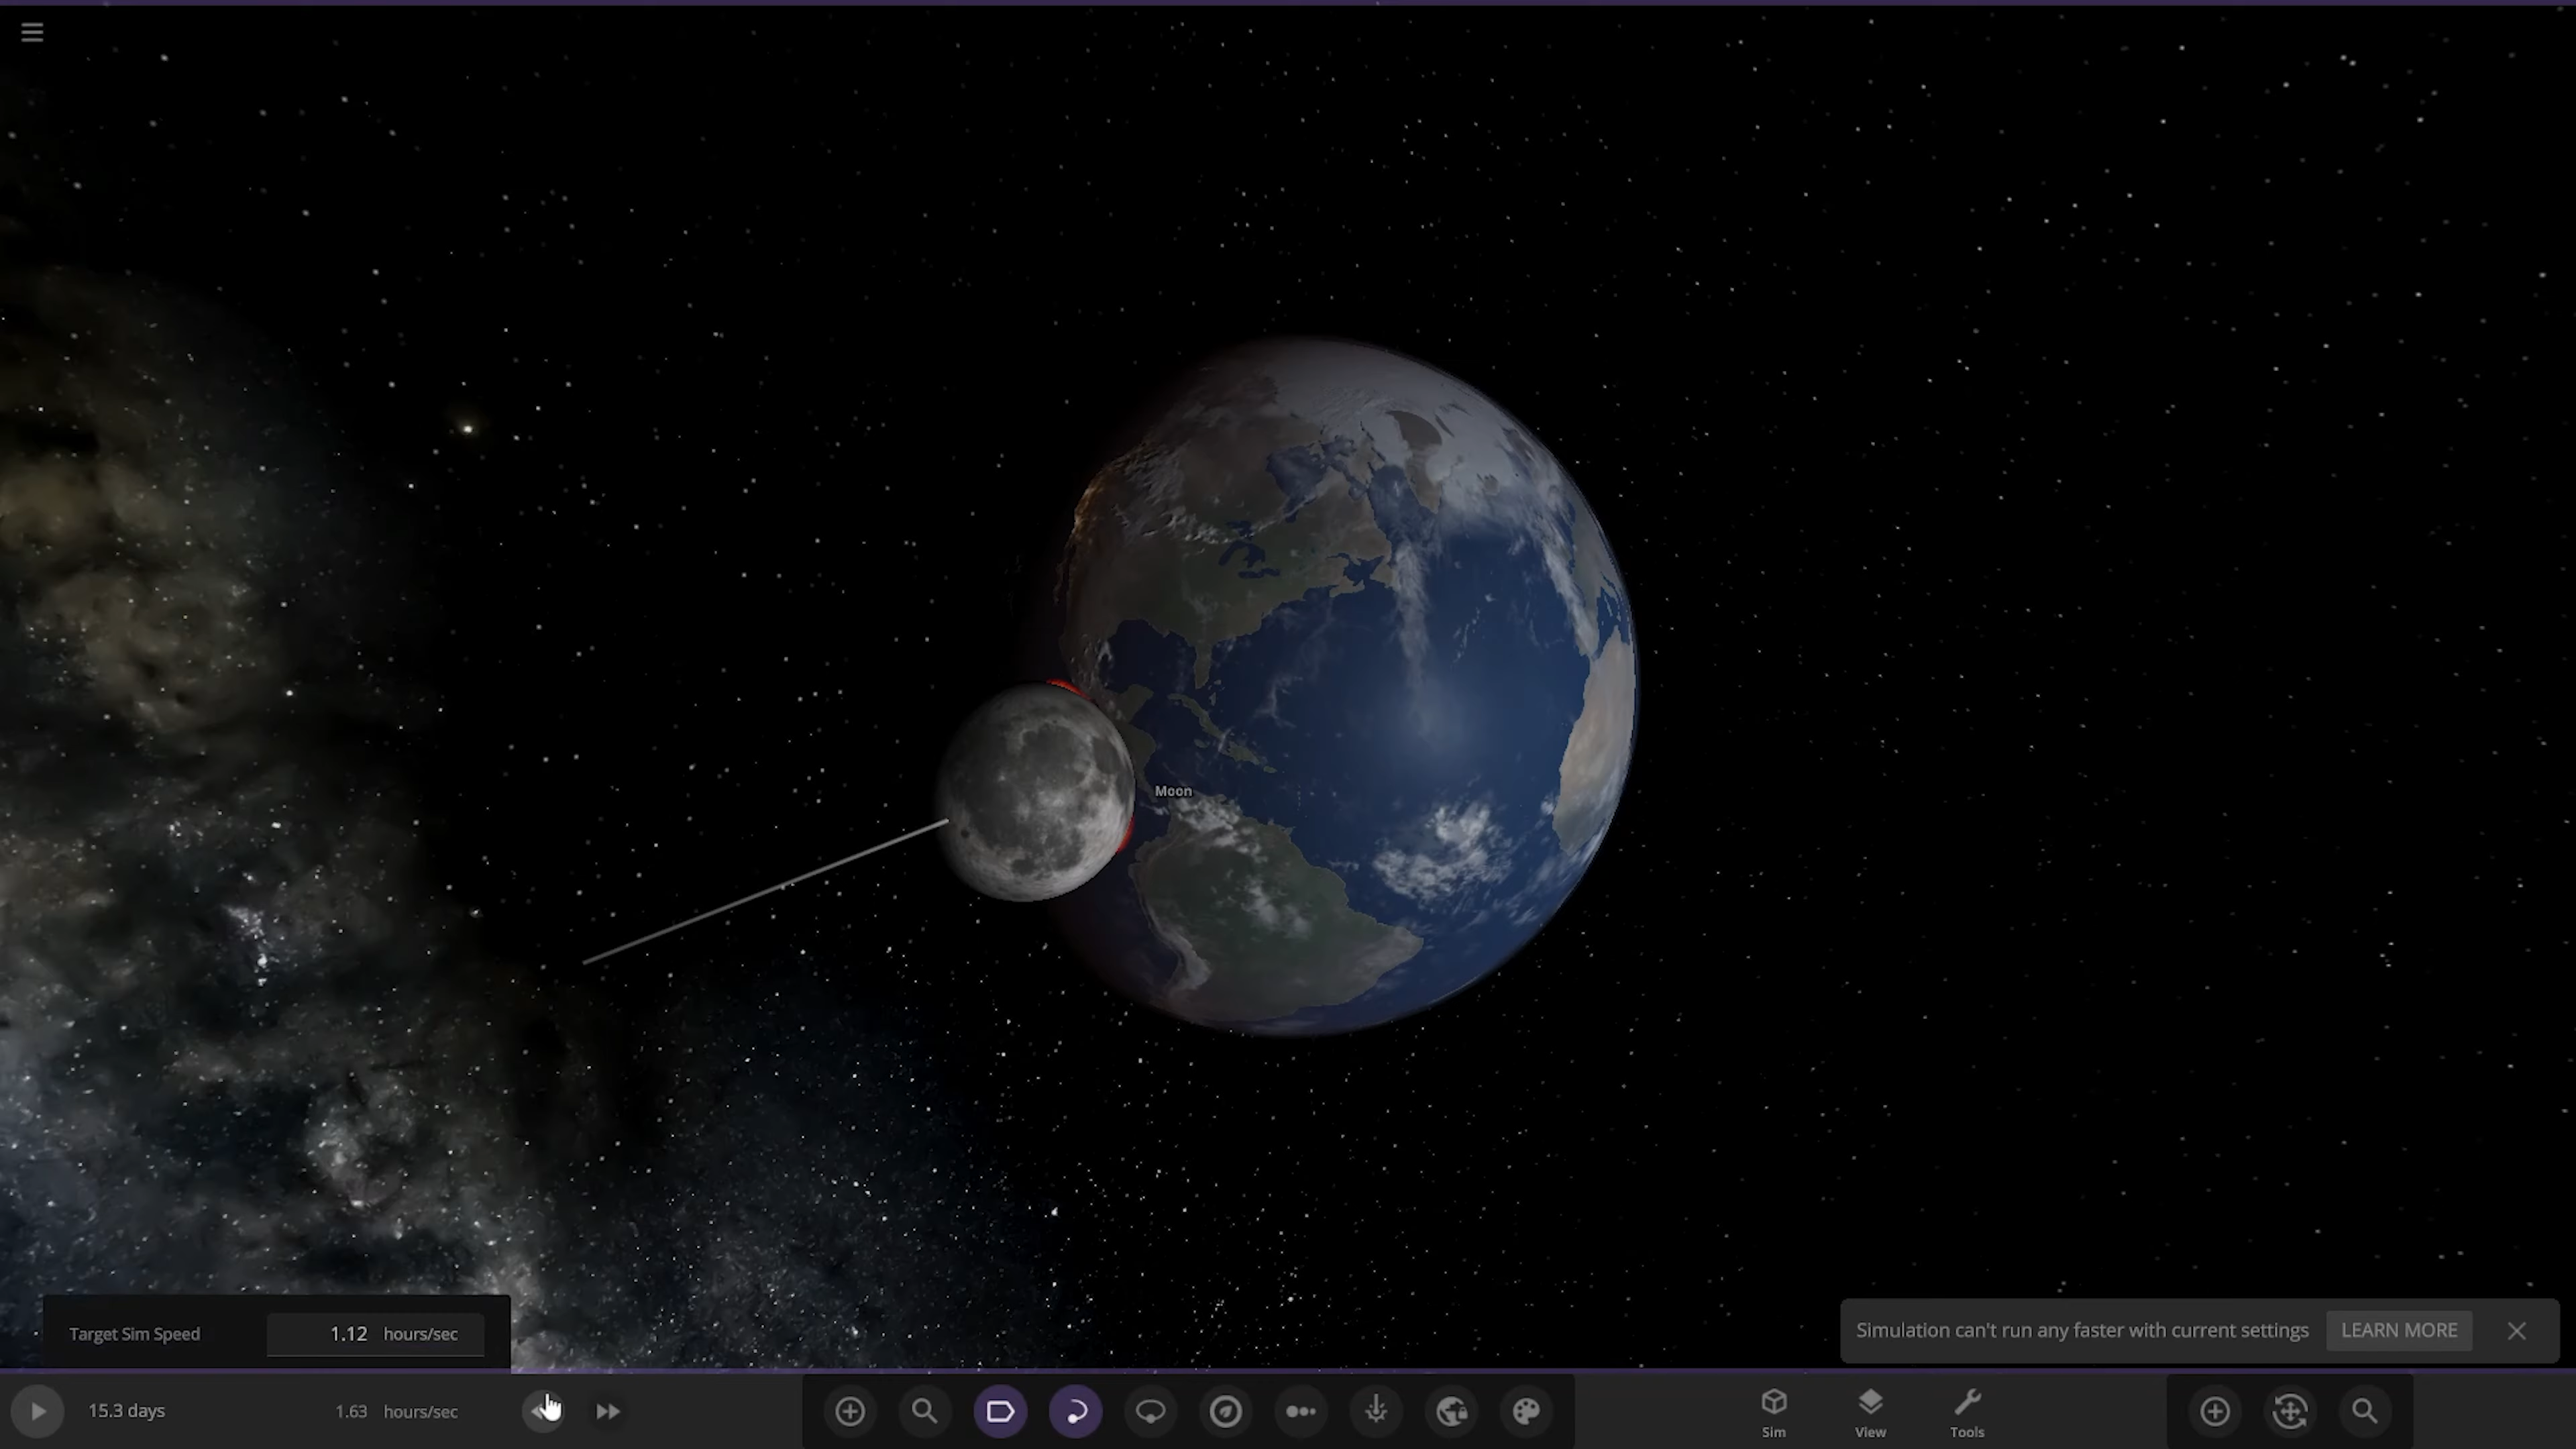 Moon
Target Sim Speed 1.12 hours/sec
Simulation can't run any faster with current settings LEARN MORE
15.3 days 1.63 hours/sec
Sim View Tools